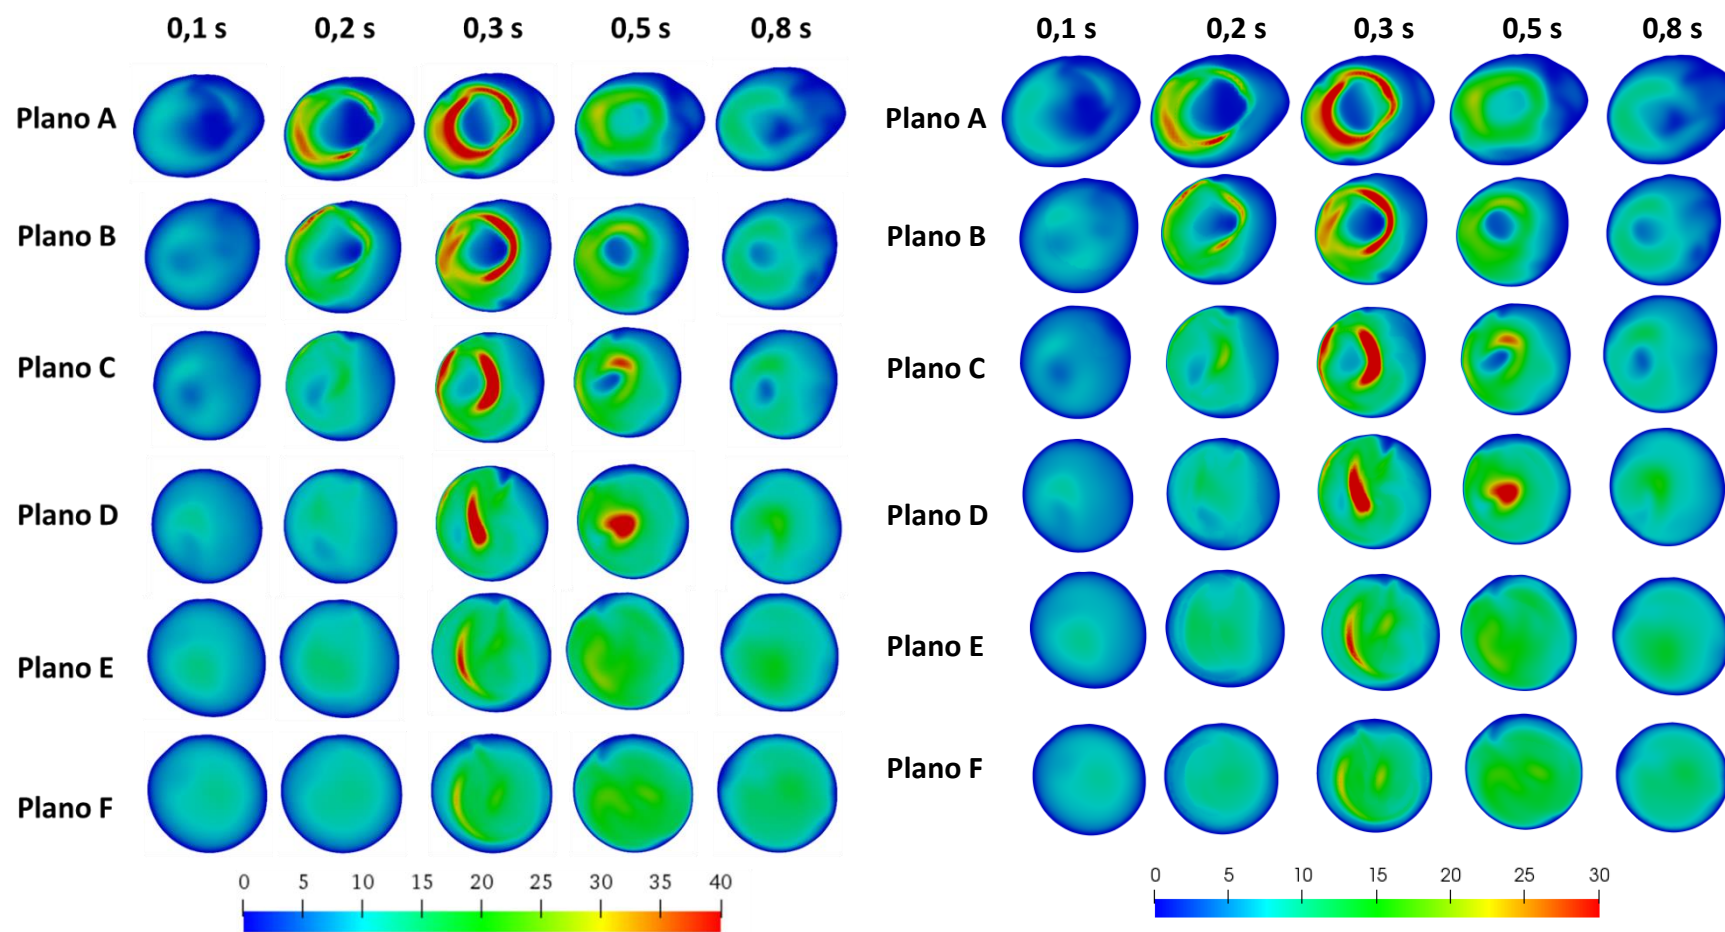 0,1 s 0,2 s 0,3 s 0,5 s 0,8 s
Plano A
Plano B
Plano C
Plano D
Plano E
Plano F
0 5 10 15 20 25 30 35 40
0,1 s 0,2 s 0,3 s 0,5 s 0,8 s
Plano A
Plano B
Plano C
Plano D
Plano E
Plano F
0 5 10 15 20 25 30